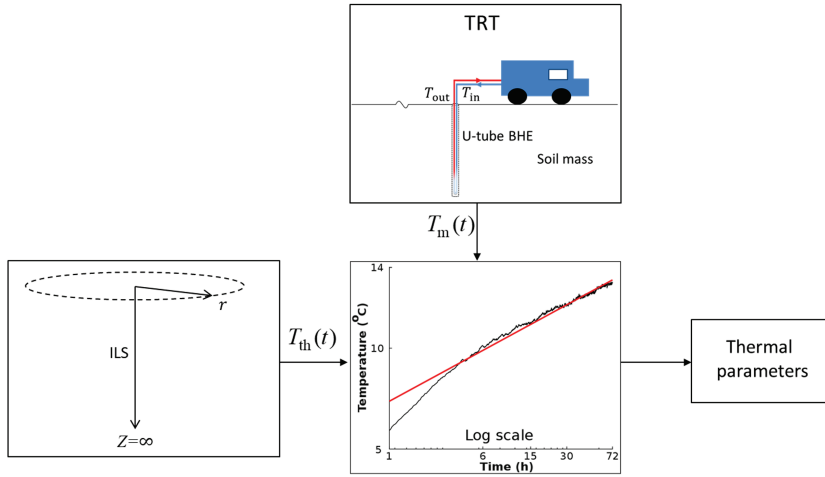 TRT
T_out T_in
U-tube BHE
Soil mass
T_m(t)
r
ILS
Z=∞
T_th(t)
14
10
5
Temperature (°C)
Log scale
1 6 15 30 72
Time (h)
Thermal
parameters